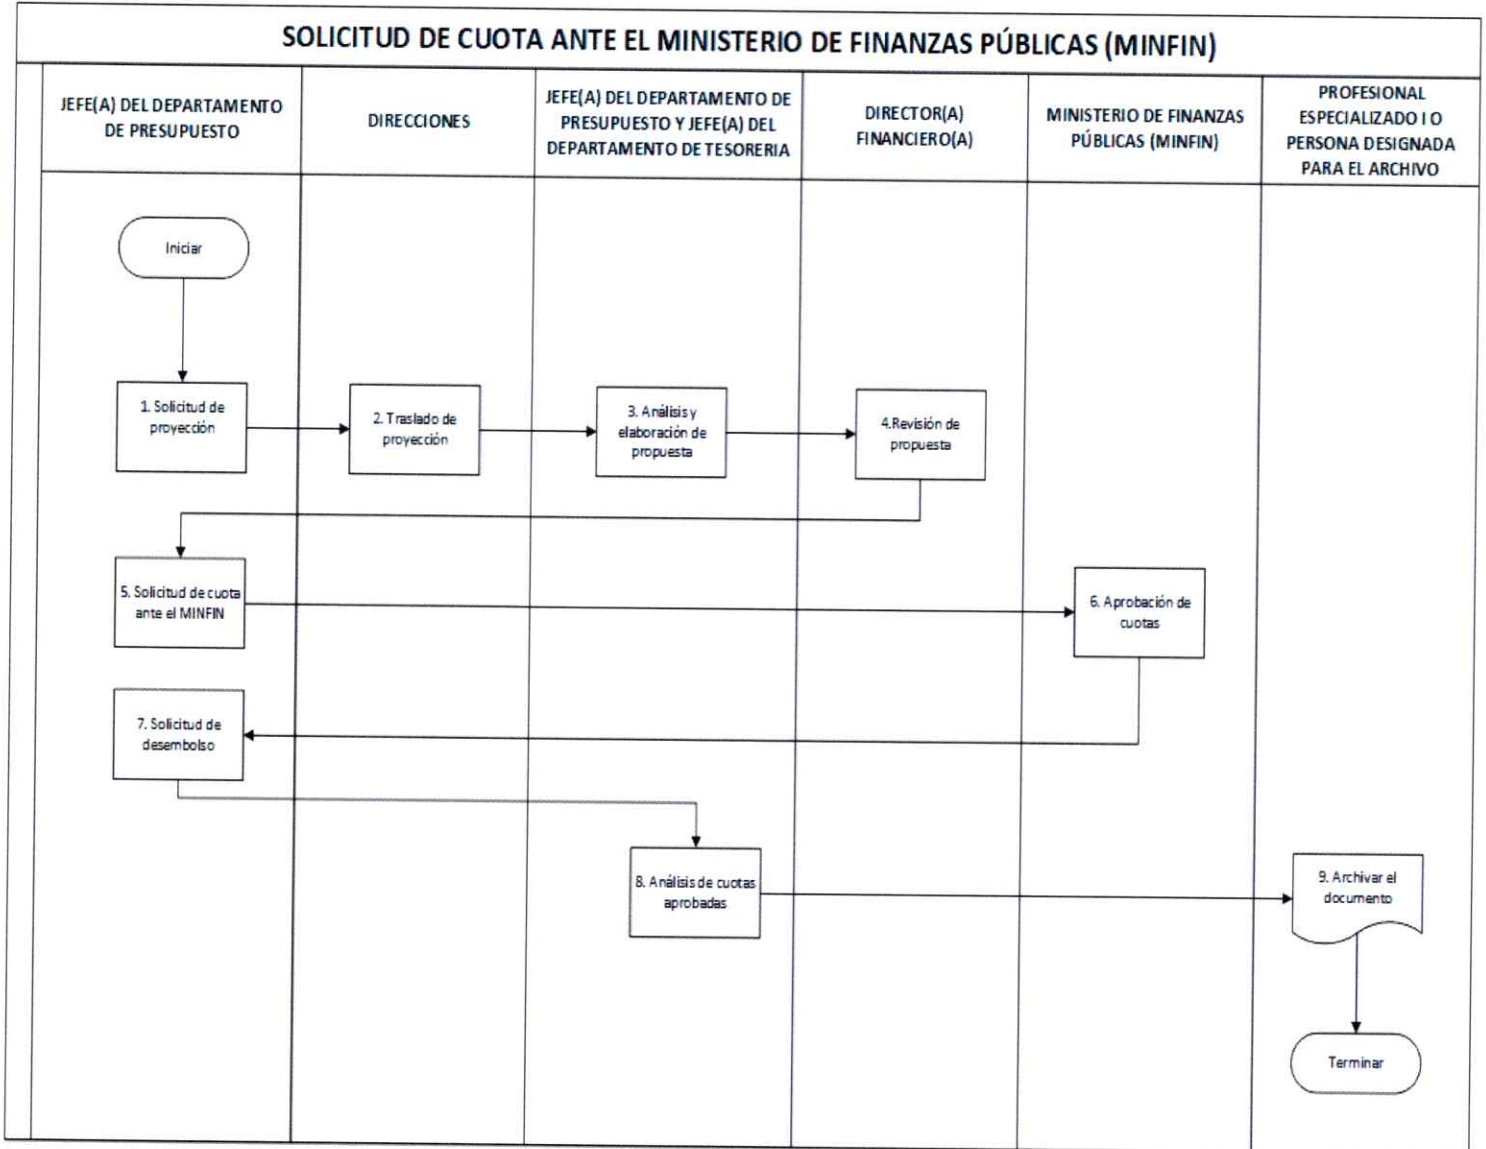 SOLICITUD DE CUOTA ANTE EL MINISTERIO DE FINANZAS PÚBLICAS (MINFIN)
JEFE(A) DEL DEPARTAMENTO
DE PRESUPUESTO
DIRECCIONES
JEFE(A) DEL DEPARTAMENTO DE
PRESUPUESTO Y JEFE(A) DEL
DEPARTAMENTO DE TESORERIA
DIRECTOR(A)
FINANCIERO(A)
MINISTERIO DE FINANZAS
PÚBLICAS (MINFIN)
PROFESIONAL
ESPECIALIZADO I O
PERSONA DESIGNADA
PARA EL ARCHIVO
Iniciar
1. Solicitud de
proyección
2. Traslado de
proyección
3. Análisis y
elaboración de
propuesta
4.Revisión de
propuesta
5. Solicitud de cuota
ante el MINFIN
6. Aprobación de
cuotas
7. Solicitud de
desembolso
8. Análisis de cuotas
aprobadas
9. Archivar el
documento
Terminar